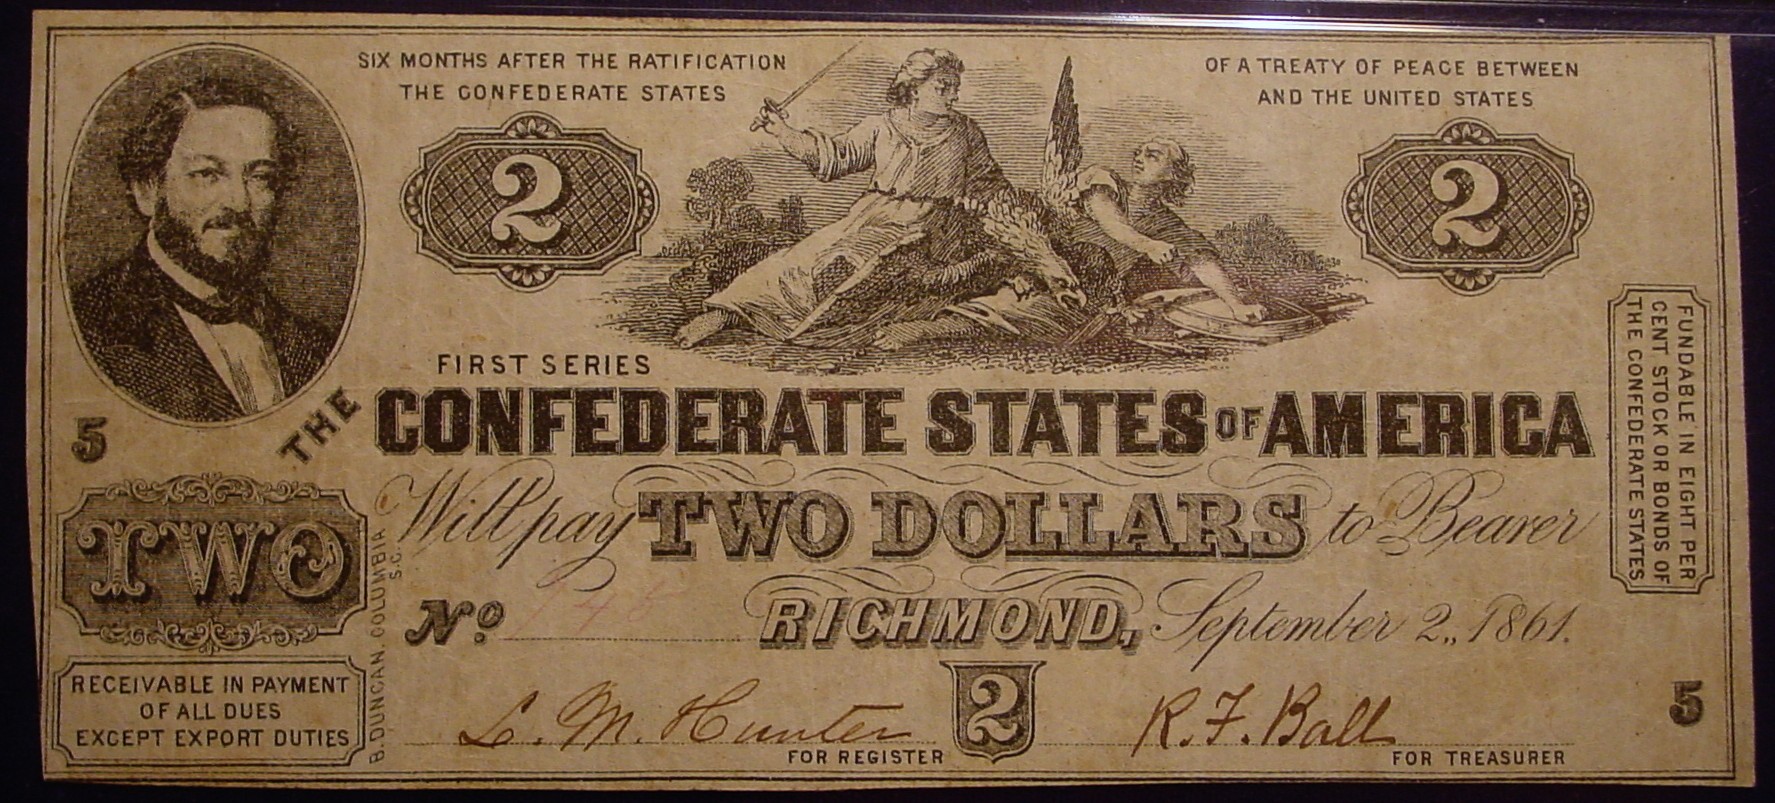 SIX MONTHS AFTER THE RATIFICATION
THE CONFEDERATE STATES
OF A TREATY OF PEACE BETWEEN
AND THE UNITED STATES
2
2
FIRST SERIES
THE CONFEDERATE STATES OF AMERICA
5
Will pay TWO DOLLARS to Bearer
TWO
No.
RICHMOND, September 2,, 1861.
RECEIVABLE IN PAYMENT
OF ALL DUES
EXCEPT EXPORT DUTIES
B. DUNCAN, COLUMBIA
S.C.
L. M. Hunter
FOR REGISTER
2
R. F. Ball
FOR TREASURER
5
FUNDABLE IN EIGHT PER
CENT STOCK OR BONDS OF
THE CONFEDERATE STATES